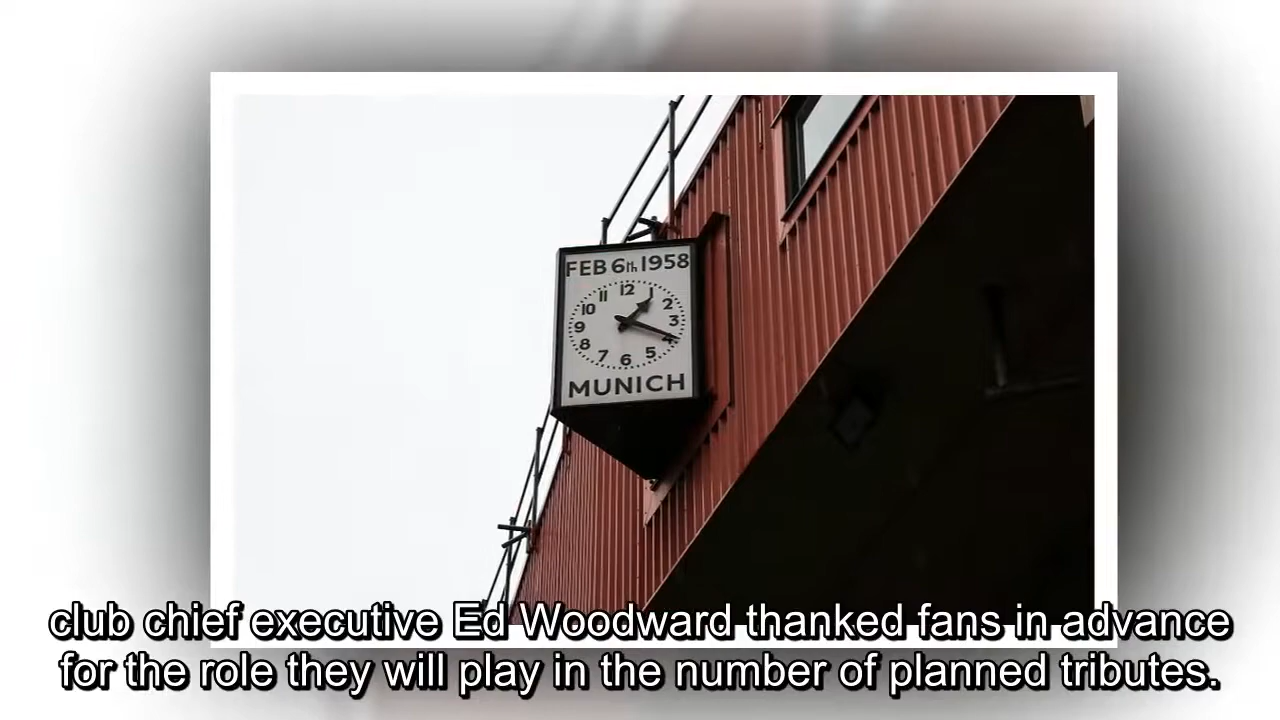 FEB 6th 1958
12
11 1
10 2
9 3
8 4
7 5
6
MUNICH
club chief executive Ed Woodward thanked fans in advance
for the role they will play in the number of planned tributes.